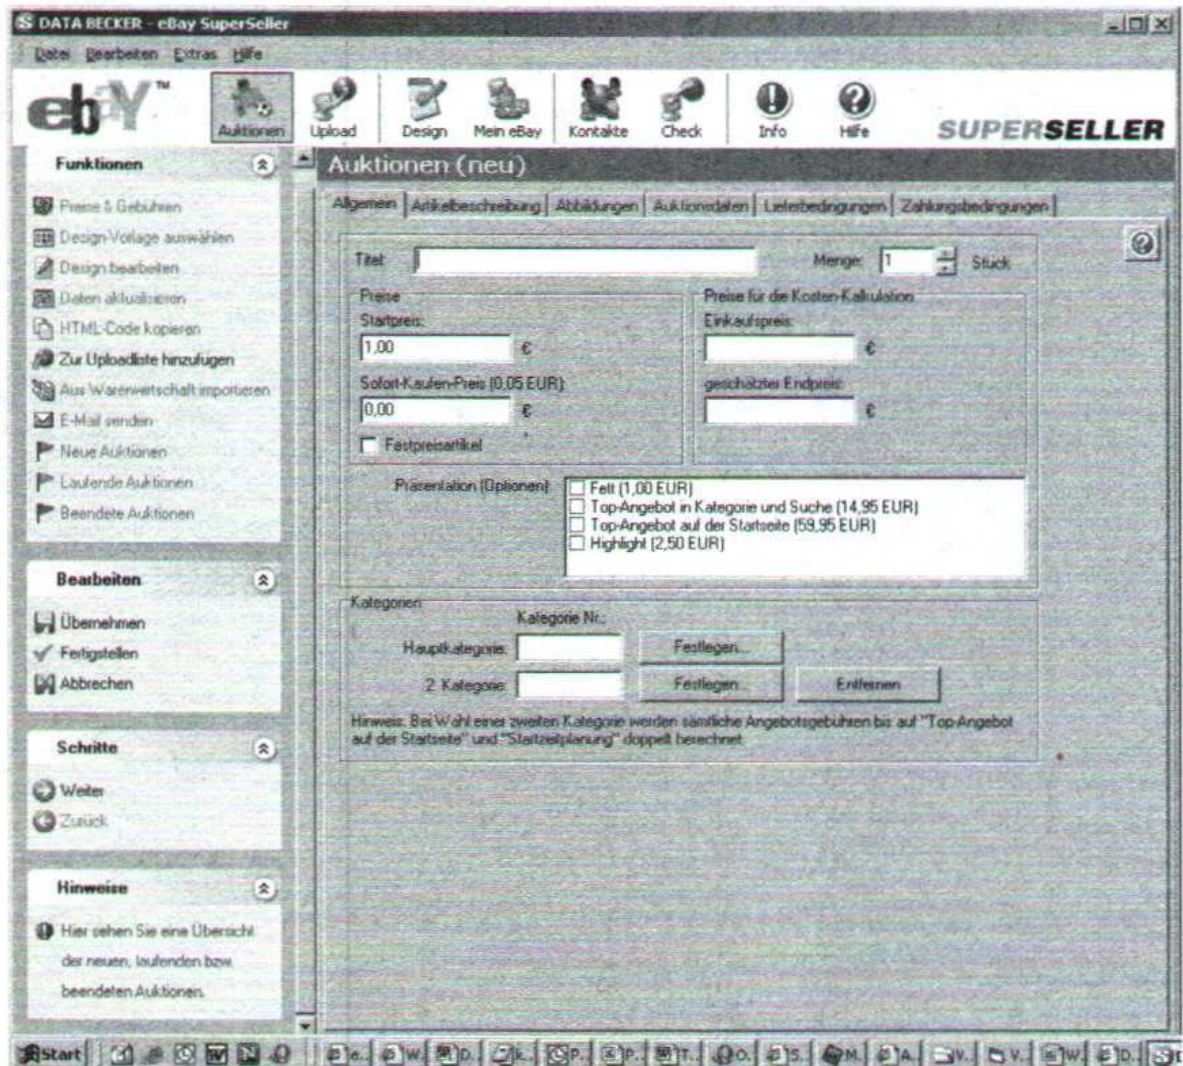 DATA BECKER - eBay SuperSeller
Datei Bearbeiten Extras Hilfe
ebaY™ Auktionen Upload Design Mein eBay Kontakte Check Info Hilfe SUPERSELLER
Funktionen
Preise & Gebühren
Design-Vorlage auswählen
Design bearbeiten
Daten aktualisieren
HTML-Code kopieren
Zur Uploadliste hinzufügen
Aus Warenwirtschaft importieren
E-Mail senden
Neue Auktionen
Laufende Auktionen
Beendete Auktionen
Bearbeiten
Übernehmen
Fertigstellen
Abbrechen
Schritte
Weiter
Zurück
Hinweise
Hier sehen Sie eine Übersicht
der neuen, laufenden bzw.
beendeten Auktionen.
Auktionen (neu)
Allgemein Artikelbeschreibung Abbildungen Auktionsdaten Lieferbedingungen Zahlungsbedingungen
Titel: Menge: 1 Stück
Preise
Startpreis:
1,00 €
Sofort-Kaufen-Preis (0,05 EUR):
0,00 €
Festpreisartikel
Preise für die Kosten-Kalkulation
Einkaufspreis:
€
geschätzter Endpreis:
€
Präsentation (Optionen):
Fett (1,00 EUR)
Top-Angebot in Kategorie und Suche (14,95 EUR)
Top-Angebot auf der Startseite (59,95 EUR)
Highlight (2,50 EUR)
Kategorien
Kategorie Nr.:
Hauptkategorie: Festlegen...
2. Kategorie: Festlegen... Entfernen
Hinweis: Bei Wahl einer zweiten Kategorie werden sämtliche Angebotsgebühren bis auf "Top-Angebot
auf der Startseite" und "Startzeitplanung" doppelt berechnet.
Start e.. W.. D.. k.. P.. P.. T.. O.. S.. M.. A.. V.. V.. W.. D.. D